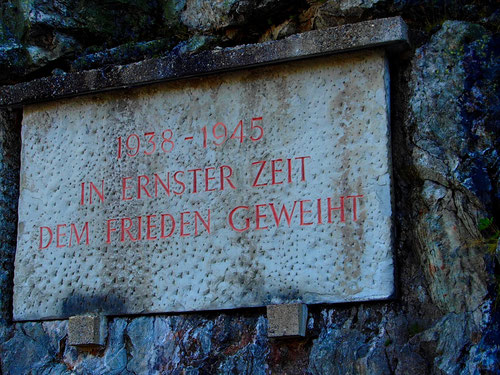 1938-1945
IN ERNSTER ZEIT
DEM FRIEDEN GEWEIHT